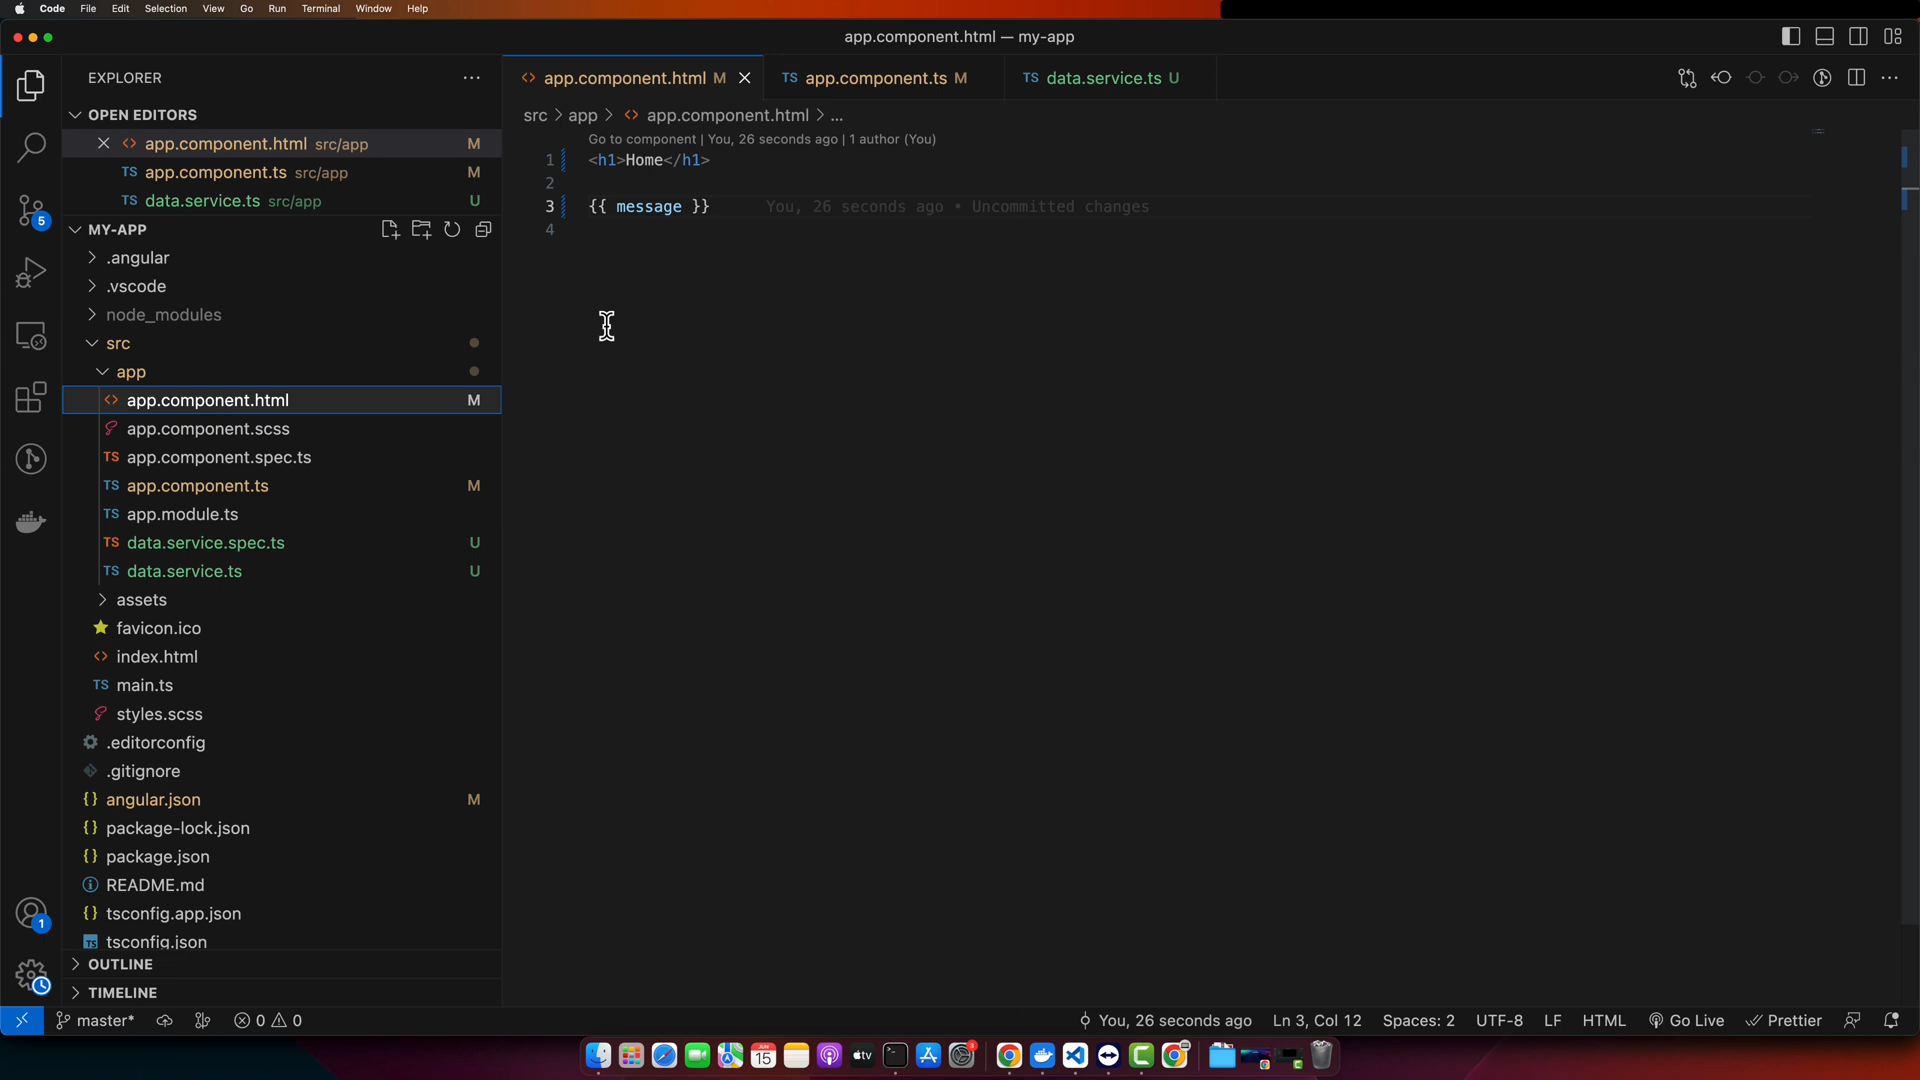 Code File Edit Selection View Go Run Terminal Window Help
app.component.html — my-app
EXPLORER
OPEN EDITORS
app.component.html src/app M
TS app.component.ts src/app M
TS data.service.ts src/app U
5
MY-APP
.angular
.vscode
node_modules
src
app
app.component.html M
app.component.scss
TS app.component.spec.ts
TS app.component.ts M
TS app.module.ts
TS data.service.spec.ts U
TS data.service.ts U
assets
favicon.ico
index.html
TS main.ts
styles.scss
.editorconfig
.gitignore
{} angular.json M
{} package-lock.json
{} package.json
README.md
{} tsconfig.app.json
TS tsconfig.json
OUTLINE
TIMELINE
1
app.component.html M
TS app.component.ts M
TS data.service.ts U
src > app > app.component.html > ...
Go to component | You, 26 seconds ago | 1 author (You)
1 <h1>Home</h1>
2
3 {{ message }} You, 26 seconds ago • Uncommitted changes
4
master* 0 0 You, 26 seconds ago Ln 3, Col 12 Spaces: 2 UTF-8 LF HTML Go Live Prettier
JUN
15
tv
3